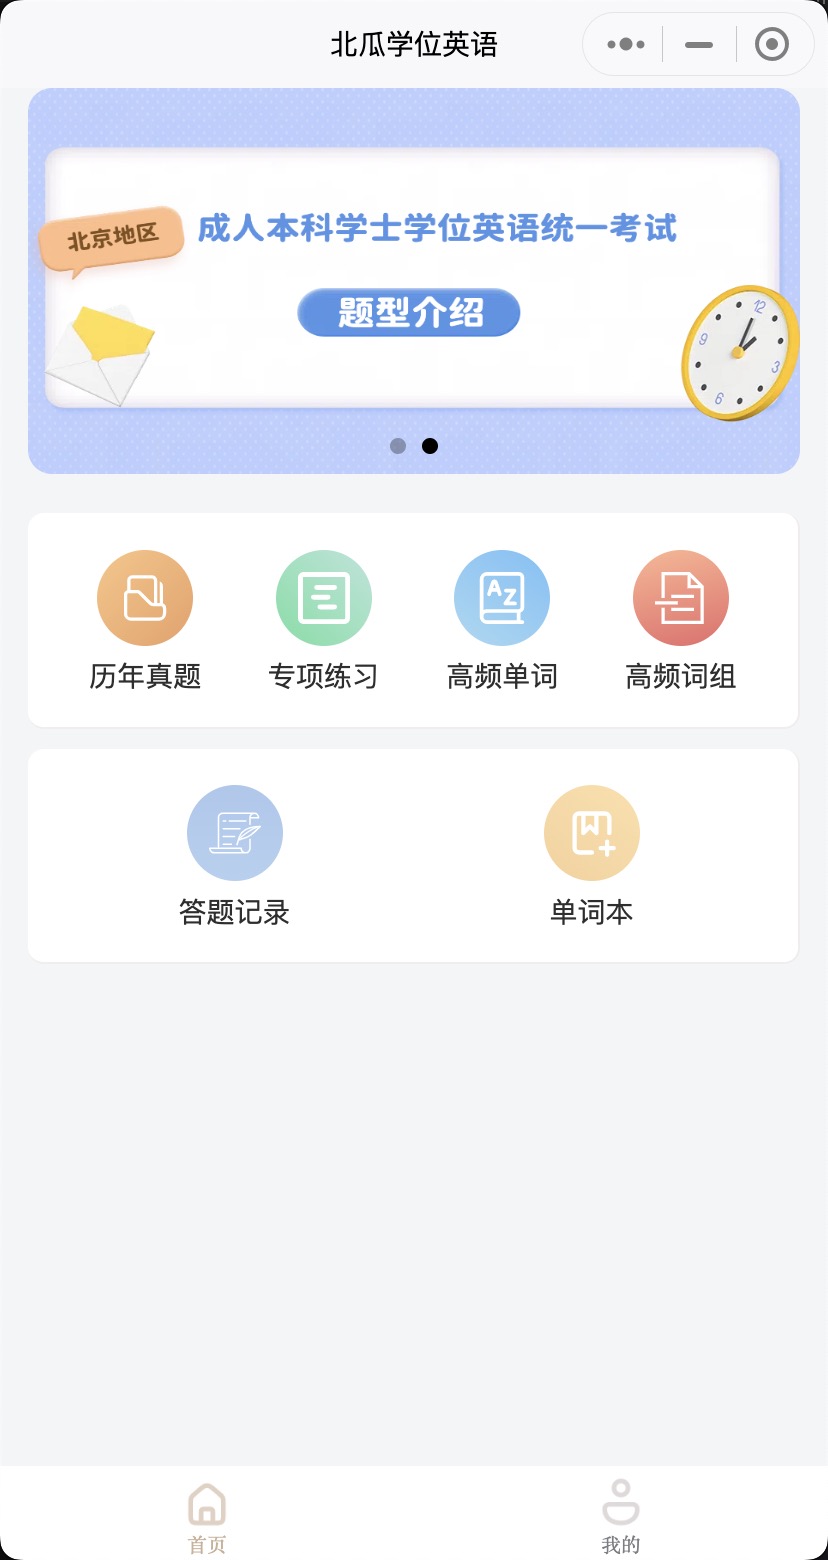 北瓜学位英语
北京地区
成人本科学士学位英语统一考试
题型介绍
12
9
3
6
历年真题
专项练习
AZ
高频单词
高频词组
答题记录
单词本
首页
我的